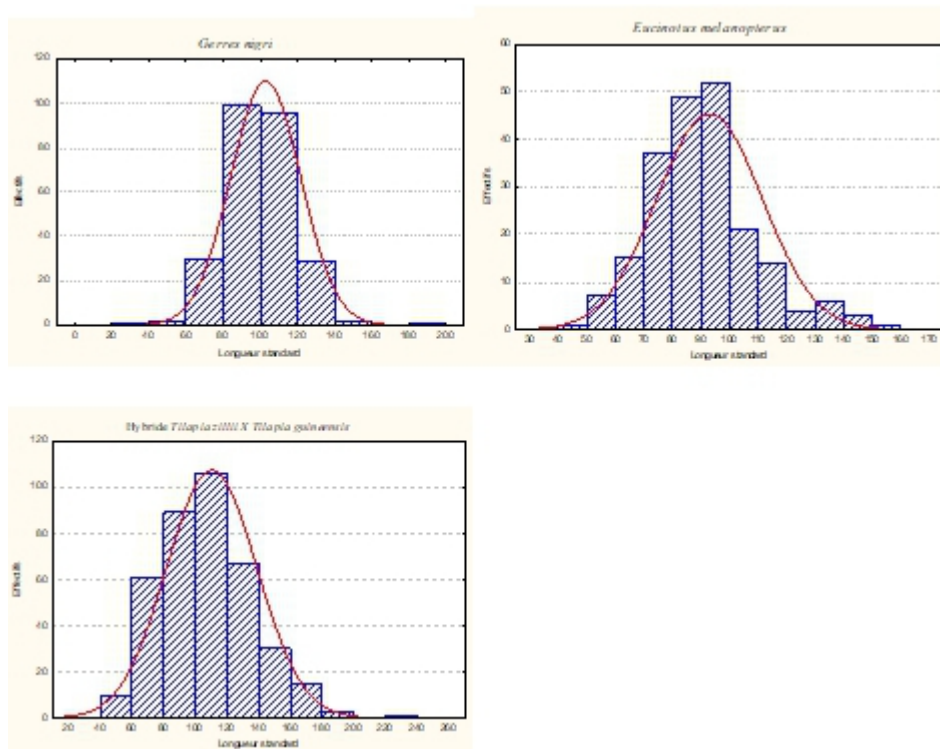 Gerres nigri
120
100
80
60
40
20
0
Effectifs
0 20 40 60 80 100 120 140 160 180 200
Longueur standard
Eucinotus melanopterus
60
50
40
30
20
10
0
Effectifs
30 40 50 60 70 80 90 100 110 120 130 140 150 160 170
Longueur standard
Hybride Tilapia zillii X Tilapia guineensis
120
100
80
60
40
20
0
Effectifs
20 40 60 80 100 120 140 160 180 200 220 240 260
Longueur standard